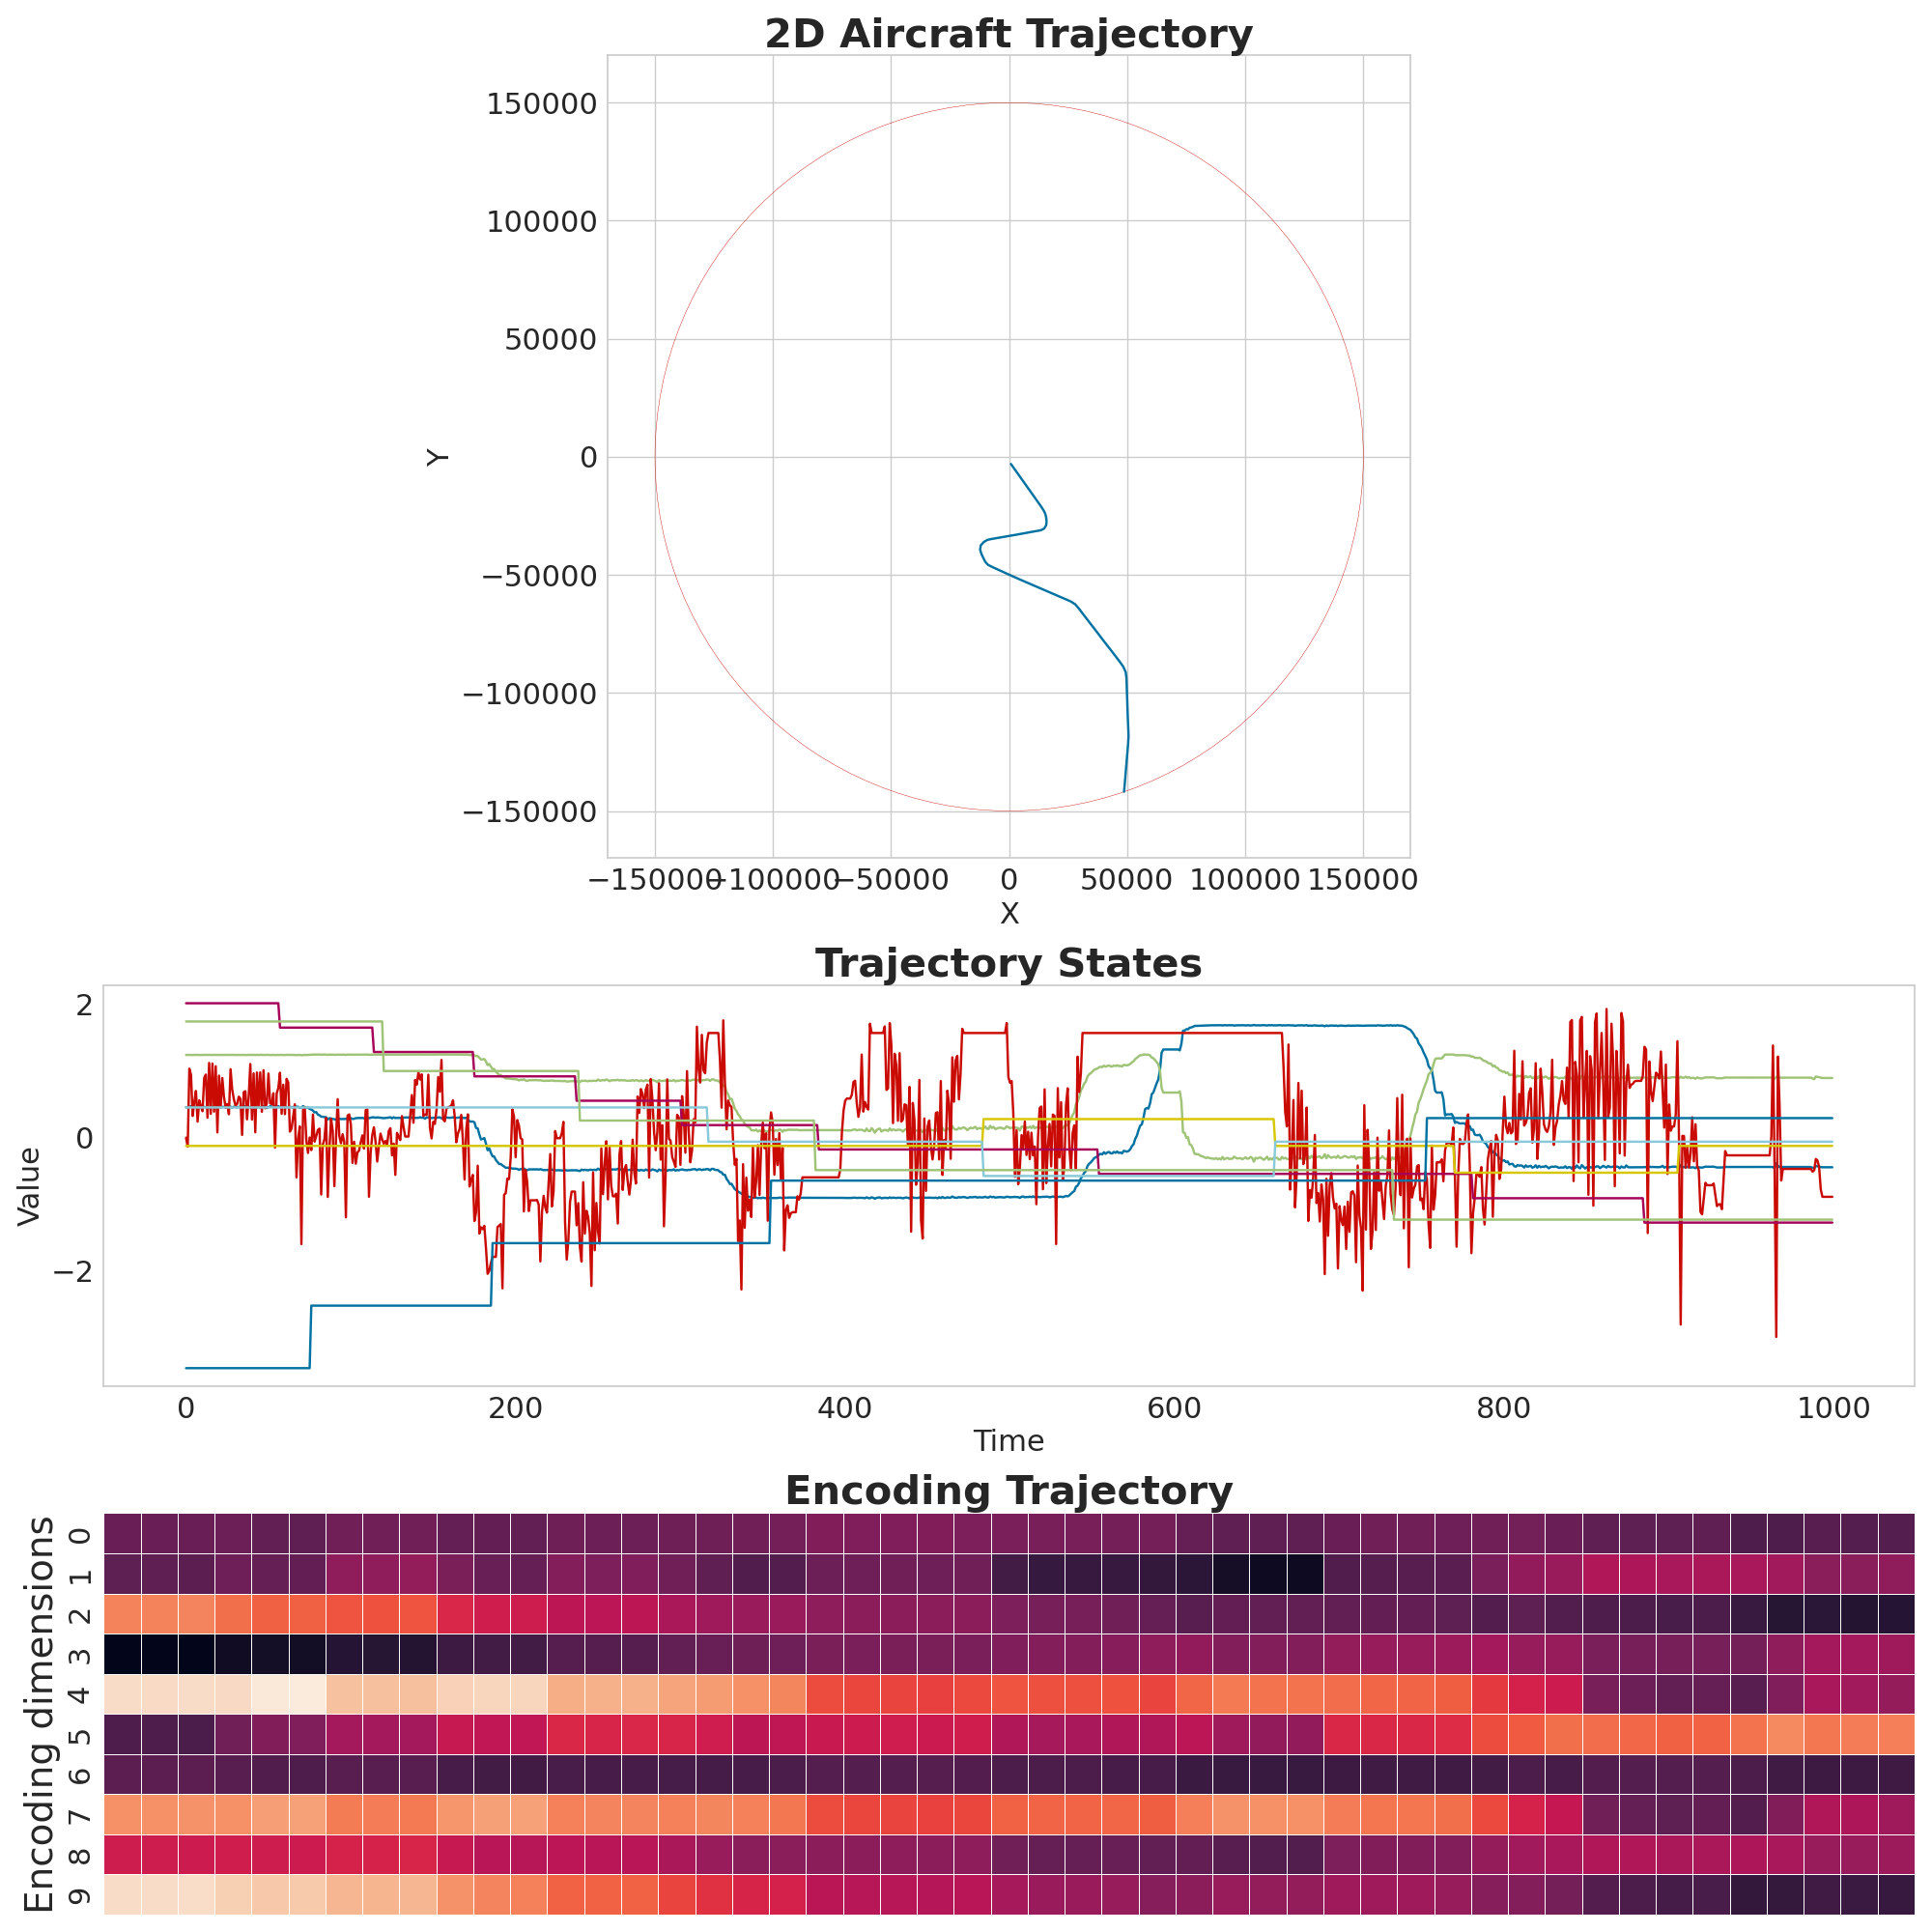 2D Aircraft Trajectory
150000
100000
50000
0
−50000
−100000
−150000
Y
−150000 −100000 −50000 0 50000 100000 150000
X
Trajectory States
2
0
−2
Value
0 200 400 600 800 1000
Time
Encoding Trajectory
Encoding dimensions
0
1
2
3
4
5
6
7
8
9